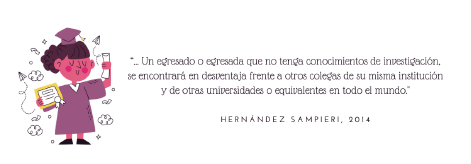 “... Un egresado o egresada que no tenga conocimientos de investigación,
se encontrará en desventaja frente a otros colegas de su misma institución
y de otras universidades o equivalentes en todo el mundo.”
HERNÁNDEZ SAMPIERI, 2014